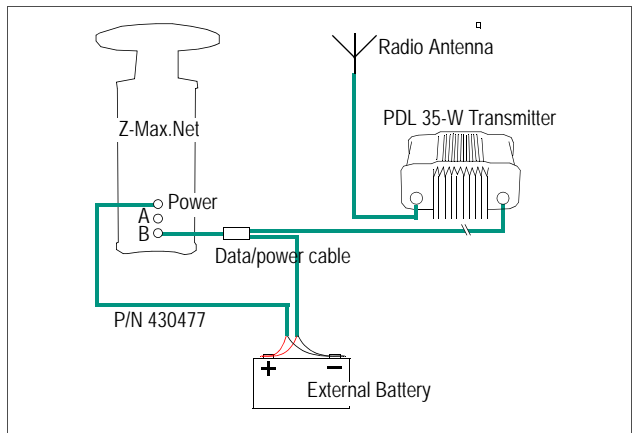 Radio Antenna
PDL 35-W Transmitter
Z-Max.Net
Power
A
B
Data/power cable
P/N 430477
+ −
External Battery